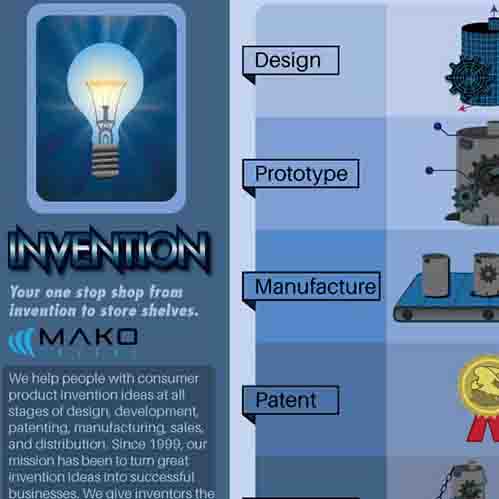 INVENTION
Your one stop shop from
invention to store shelves.
MAKO
We help people with consumer
product invention ideas at all
stages of design, development,
patenting, manufacturing, sales,
and distribution. Since 1999, our
mission has been to turn great
invention ideas into successful
businesses. We give inventors the
Design
Prototype
Manufacture
Patent